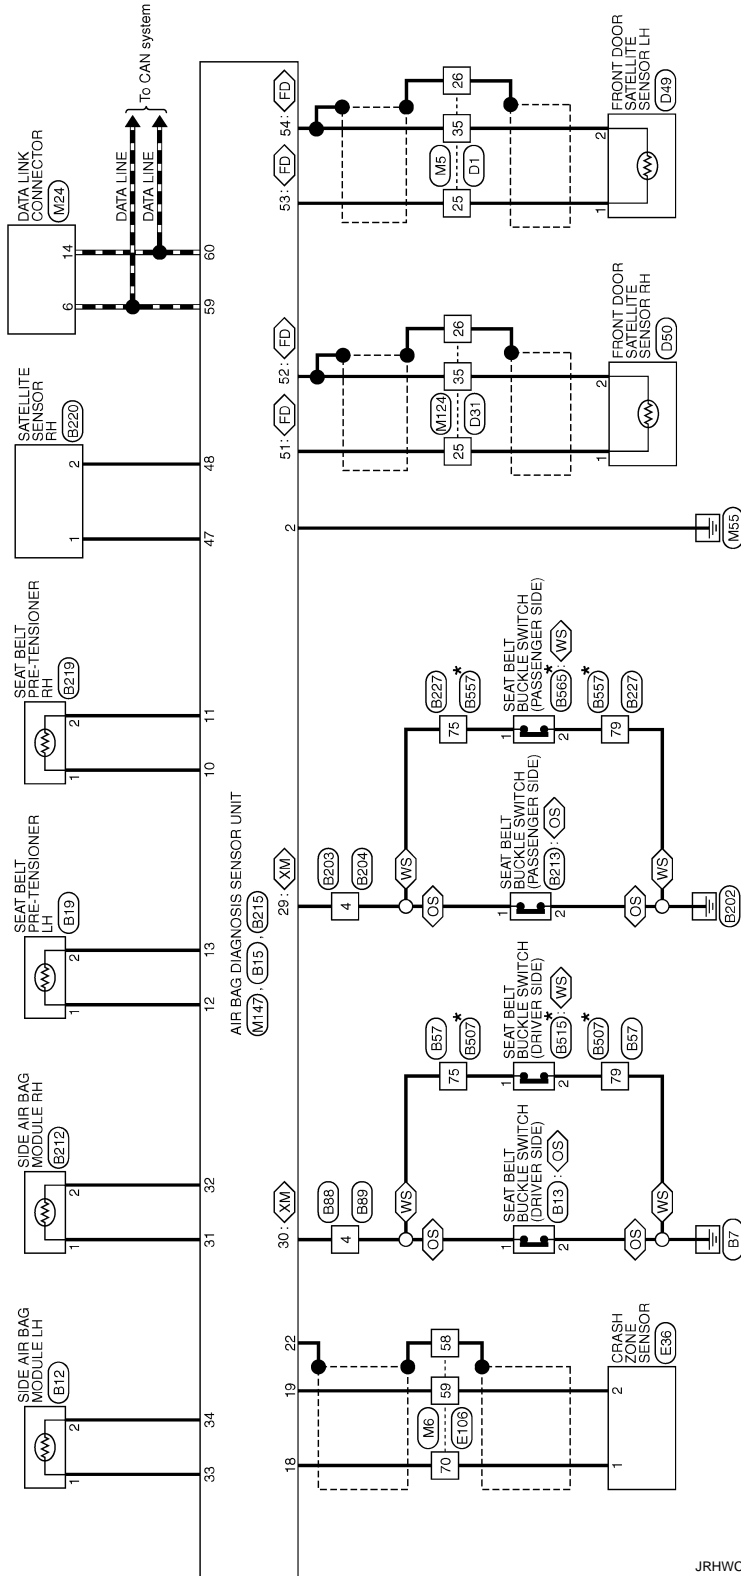 SIDE AIR BAG
MODULE LH
B12
1
2
33
34
SIDE AIR BAG
MODULE RH
B212
1
2
31
32
SEAT BELT
PRE-TENSIONER
LH
B19
1
2
12
13
SEAT BELT
PRE-TENSIONER
RH
B219
1
2
10
11
SATELLITE
SENSOR
RH
B220
1
2
47
48
DATA LINK
CONNECTOR
M24
6
14
DATA LINE
DATA LINE
To CAN system
59
60
AIR BAG DIAGNOSIS SENSOR UNIT
M147 , B15 , B215
18
19
22
M6
E106
70
59
58
1
2
CRASH
ZONE
SENSOR
E36
30 : XM
4
B88
B89
OS
WS
75
B57
B507 *
1
2
SEAT BELT
BUCKLE SWITCH
(DRIVER SIDE)
B13 : OS
1
2
SEAT BELT
BUCKLE SWITCH
(DRIVER SIDE)
B515 * : WS
79
B507 *
B57
OS
WS
B7
29 : XM
4
B203
B204
OS
WS
75
B227
B557 *
1
2
SEAT BELT
BUCKLE SWITCH
(PASSENGER SIDE)
B213 : OS
1
2
SEAT BELT
BUCKLE SWITCH
(PASSENGER SIDE)
B565 * : WS
79
B557 *
B227
OS
WS
B202
2
M55
51 : FD
52 : FD
25
M124
D31
35
26
1
2
FRONT DOOR
SATELLITE
SENSOR RH
D50
53 : FD
54 : FD
25
M5
D1
35
26
1
2
FRONT DOOR
SATELLITE
SENSOR LH
D49